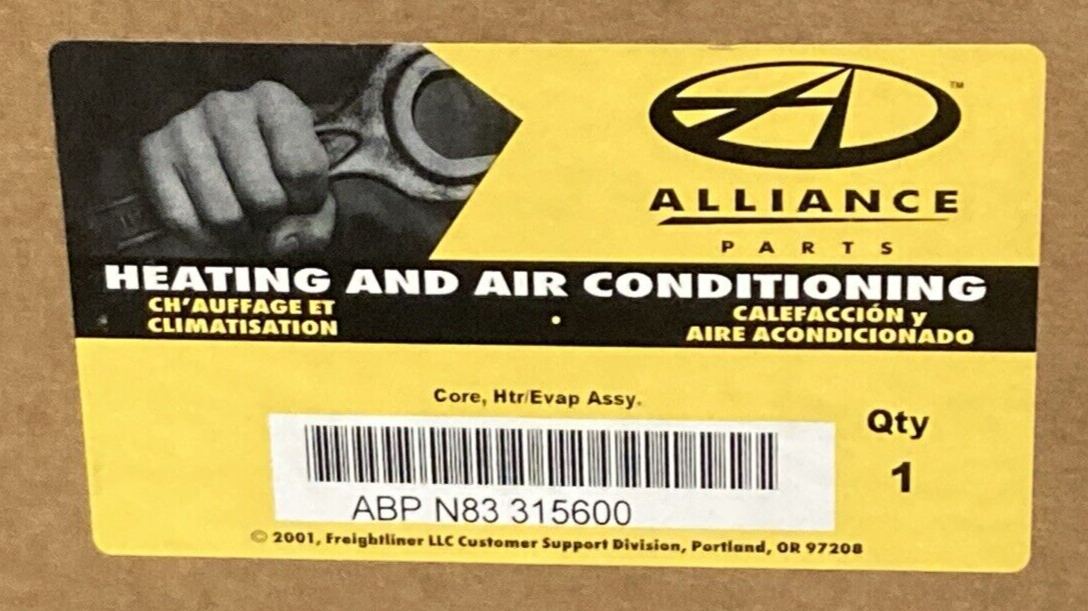 TM
ALLIANCE
PARTS
HEATING AND AIR CONDITIONING
CH'AUFFAGE ET
CLIMATISATION
•
CALEFACCIÓN y
AIRE ACONDICIONADO
Core, Htr/Evap Assy.
Qty
1
ABP N83 315600
© 2001, Freightliner LLC Customer Support Division, Portland, OR 97208